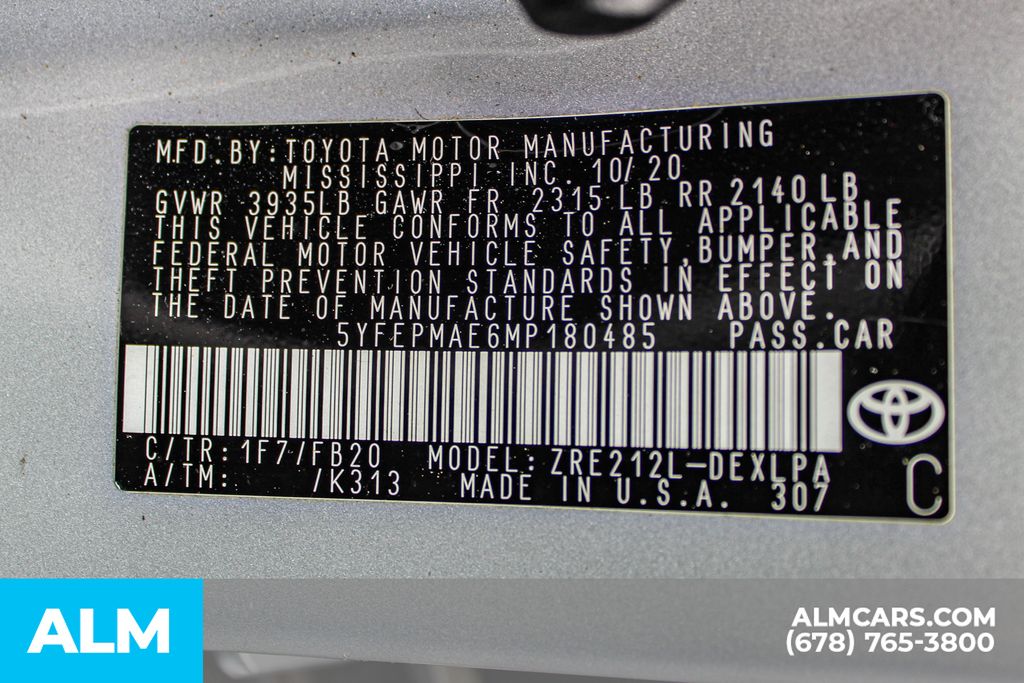 MFD. BY: TOYOTA MOTOR MANUFACTURING
MISSISSIPPI INC. 10/20
GVWR 3935LB GAWR FR 2315 LB RR 2140 LB
THIS VEHICLE CONFORMS TO ALL APPLICABLE
FEDERAL MOTOR VEHICLE SAFETY, BUMPER, AND
THEFT PREVENTION STANDARDS IN EFFECT ON
THE DATE OF MANUFACTURE SHOWN ABOVE.
5YFEPMAE6MP180485 PASS.CAR
C/TR: 1F7/FB20 MODEL: ZRE212L-DEXLPA
A/TM: /K313 MADE IN U.S.A. 307
C
ALM
ALMCARS.COM
(678) 765-3800